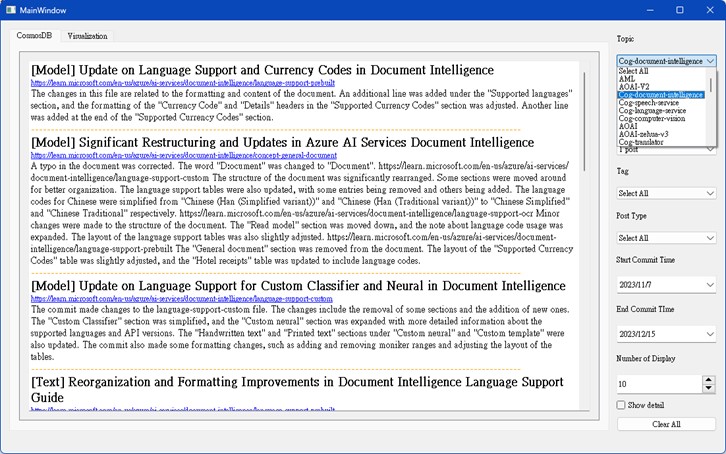 MainWindow
CosmosDB
Visualization
[Model] Update on Language Support and Currency Codes in Document Intelligence
https://learn.microsoft.com/en-us/azure/ai-services/document-intelligence/language-support-prebuilt
The changes in this file are related to the formatting and content of the document. An additional line was added under the "Supported languages"
section, and the formatting of the "Currency Code" and "Details" headers in the "Supported Currency Codes" section was adjusted. Another line
was added at the end of the "Supported Currency Codes" section.
[Model] Significant Restructuring and Updates in Azure AI Services Document Intelligence
https://learn.microsoft.com/en-us/azure/ai-services/document-intelligence/concept-general-document
A typo in the document was corrected. The word "Document" was changed to "Document". https://learn.microsoft.com/en-us/azure/ai-services/
document-intelligence/language-support-custom The structure of the document was significantly rearranged. Some sections were moved around
for better organization. The language support tables were also updated, with some entries being removed and others being added. The language
codes for Chinese were simplified from "Chinese (Han (Simplified variant))" and "Chinese (Han (Traditional variant))" to "Chinese Simplified"
and "Chinese Traditional" respectively. https://learn.microsoft.com/en-us/azure/ai-services/document-intelligence/language-support-ocr Minor
changes were made to the structure of the document. The "Read model" section was moved down, and the note about language code usage was
expanded. The layout of the language support tables was also slightly adjusted. https://learn.microsoft.com/en-us/azure/ai-services/document-
intelligence/language-support-prebuilt The "General document" section was removed from the document. The layout of the "Supported Currency
Codes" table was slightly adjusted, and the "Hotel receipts" table was updated to include language codes.
[Model] Update on Language Support for Custom Classifier and Neural in Document Intelligence
https://learn.microsoft.com/en-us/azure/ai-services/document-intelligence/language-support-custom
The commit made changes to the language-support-custom file. The changes include the removal of some sections and the addition of new ones.
The "Custom Classifier" section was simplified, and the "Custom neural" section was expanded with more detailed information about the
supported languages and API versions. The "Handwritten text" and "Printed text" sections under "Custom neural" and "Custom template" were
also updated. The commit also made some formatting changes, such as adding and removing moniker ranges and adjusting the layout of the
tables.
[Text] Reorganization and Formatting Improvements in Document Intelligence Language Support
Guide
https://learn.microsoft.com/en-us/azure/ai-services/document-intelligence/language-support-prebuilt
Topic
Cog-document-intelligence
Select All
AML
AOAI-V2
Cog-document-intelligence
Cog-speech-service
Cog-language-service
Cog-computer-vision
AOAI
AOAI-zehua-v3
Cog-translator
1 post
Tag
Select All
Post Type
Select All
Start Commit Time
2023/11/7
End Commit TIme
2023/12/15
Number of Display
10
Show detail
Clear All